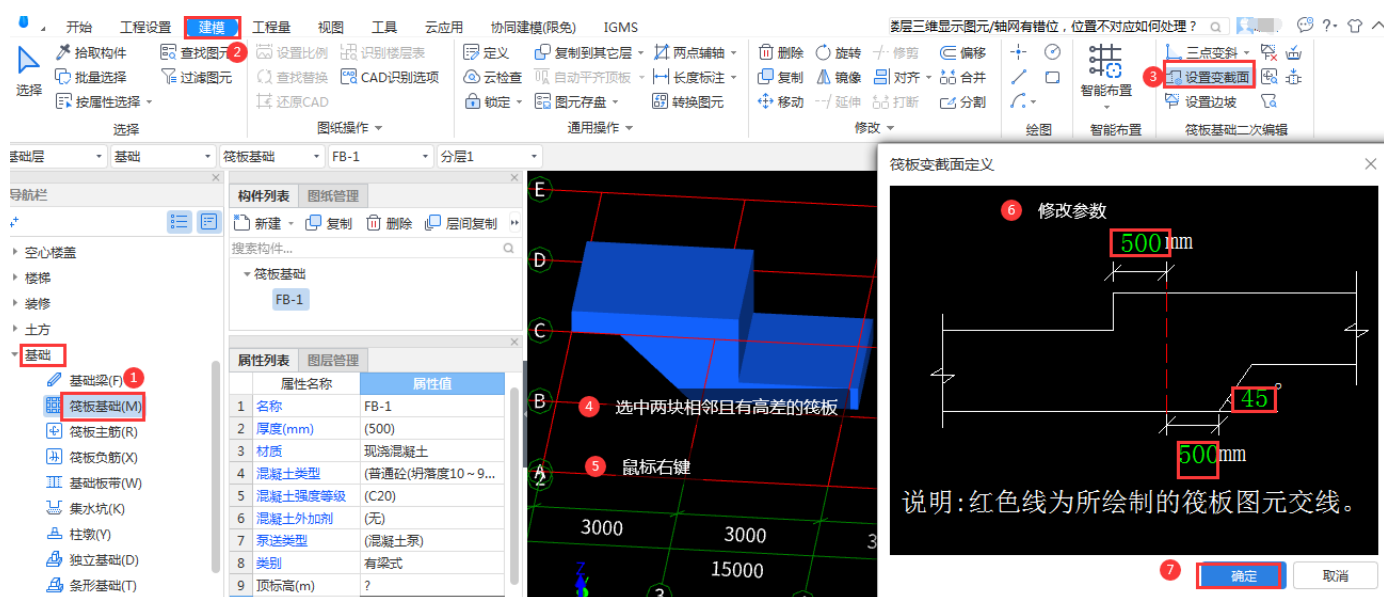 开始 工程设置 建模 工程量 视图 工具 云应用 协同建模(限免) IGMS 楼层三维显示图元/轴网有错位，位置不对应如何处理？
2
拾取构件 查找图元 设置比例 识别楼层表 定义 复制到其它层 两点辅轴 删除 旋转 修剪 偏移 三点变斜
批量选择 过滤图元 查找替换 CAD识别选项 云检查 自动平齐顶板 长度标注 复制 镜像 对齐 合并 3 设置变截面
选择 按属性选择 还原CAD 锁定 图元存盘 转换图元 移动 延伸 打断 分割 智能布置 设置边坡
选择 图纸操作 通用操作 修改 绘图 智能布置 筏板基础二次编辑
基础层 基础 筏板基础 FB-1 分层1
导航栏
空心楼盖
楼梯
装修
土方
基础
基础梁(F) 1
筏板基础(M)
筏板主筋(R)
筏板负筋(X)
基础板带(W)
集水坑(K)
柱墩(Y)
独立基础(D)
条形基础(T)
构件列表 图纸管理
新建 复制 删除 层间复制
搜索构件...
筏板基础
FB-1
属性列表 图层管理
属性名称 属性值
1 名称 FB-1
2 厚度(mm) (500)
3 材质 现浇混凝土
4 混凝土类型 (普通砼(坍落度10～9...
5 混凝土强度等级 (C20)
6 混凝土外加剂 (无)
7 泵送类型 (混凝土泵)
8 类别 有梁式
9 顶标高(m) ?
E
D
C
B
A
2
4 选中两块相邻且有高差的筏板
5 鼠标右键
3000 3000 3
15000
Z
3
筏板变截面定义
6 修改参数
500mm
45°
500mm
说明:红色线为所绘制的筏板图元交线。
7 确定 取消